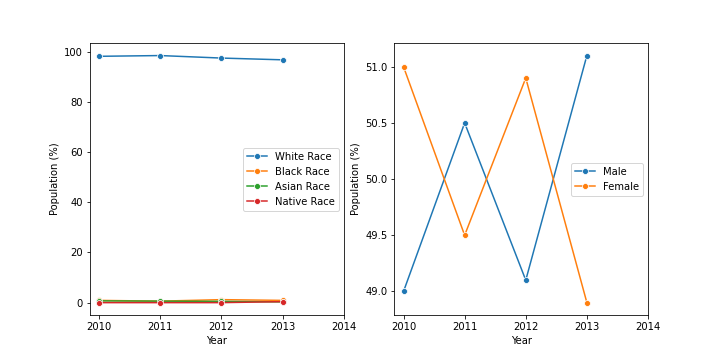 100
80
60
40
20
0
Population (%)
2010 2011 2012 2013 2014
Year
White Race
Black Race
Asian Race
Native Race
51.0
50.5
50.0
49.5
49.0
Population (%)
2010 2011 2012 2013 2014
Year
Male
Female